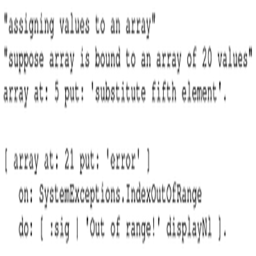 "assigning values to an array"
"suppose array is bound to an array of 20 values"
array at: 5 put: 'substitute fifth element'.
[ array at: 21 put: 'error' ]
on: SystemExceptions.IndexOutOfRange
do: [ :sig | 'Out of range!' displayNl ].